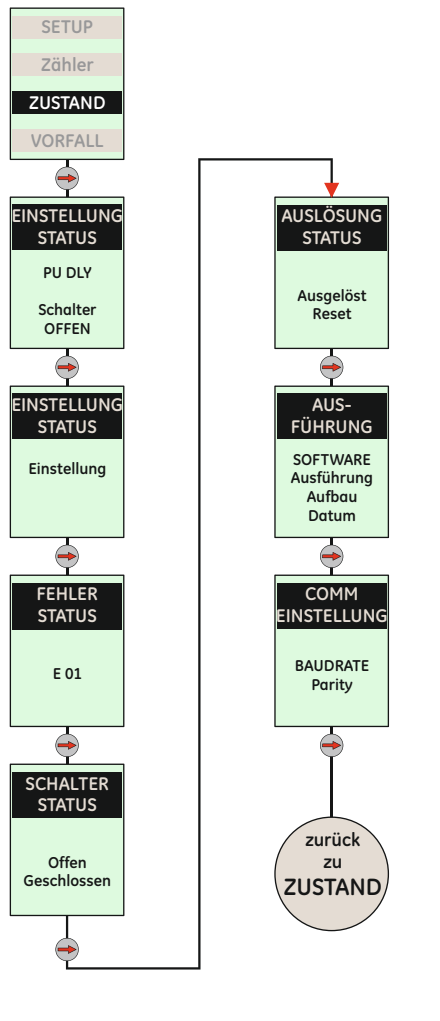 SETUP
Zähler
ZUSTAND
VORFALL
EINSTELLUNG
STATUS
PU DLY
Schalter
OFFEN
EINSTELLUNG
STATUS
Einstellung
FEHLER
STATUS
E 01
SCHALTER
STATUS
Offen
Geschlossen
AUSLÖSUNG
STATUS
Ausgelöst
Reset
AUS-
FÜHRUNG
SOFTWARE
Ausführung
Aufbau
Datum
COMM
EINSTELLUNG
BAUDRATE
Parity
zurück
zu
ZUSTAND